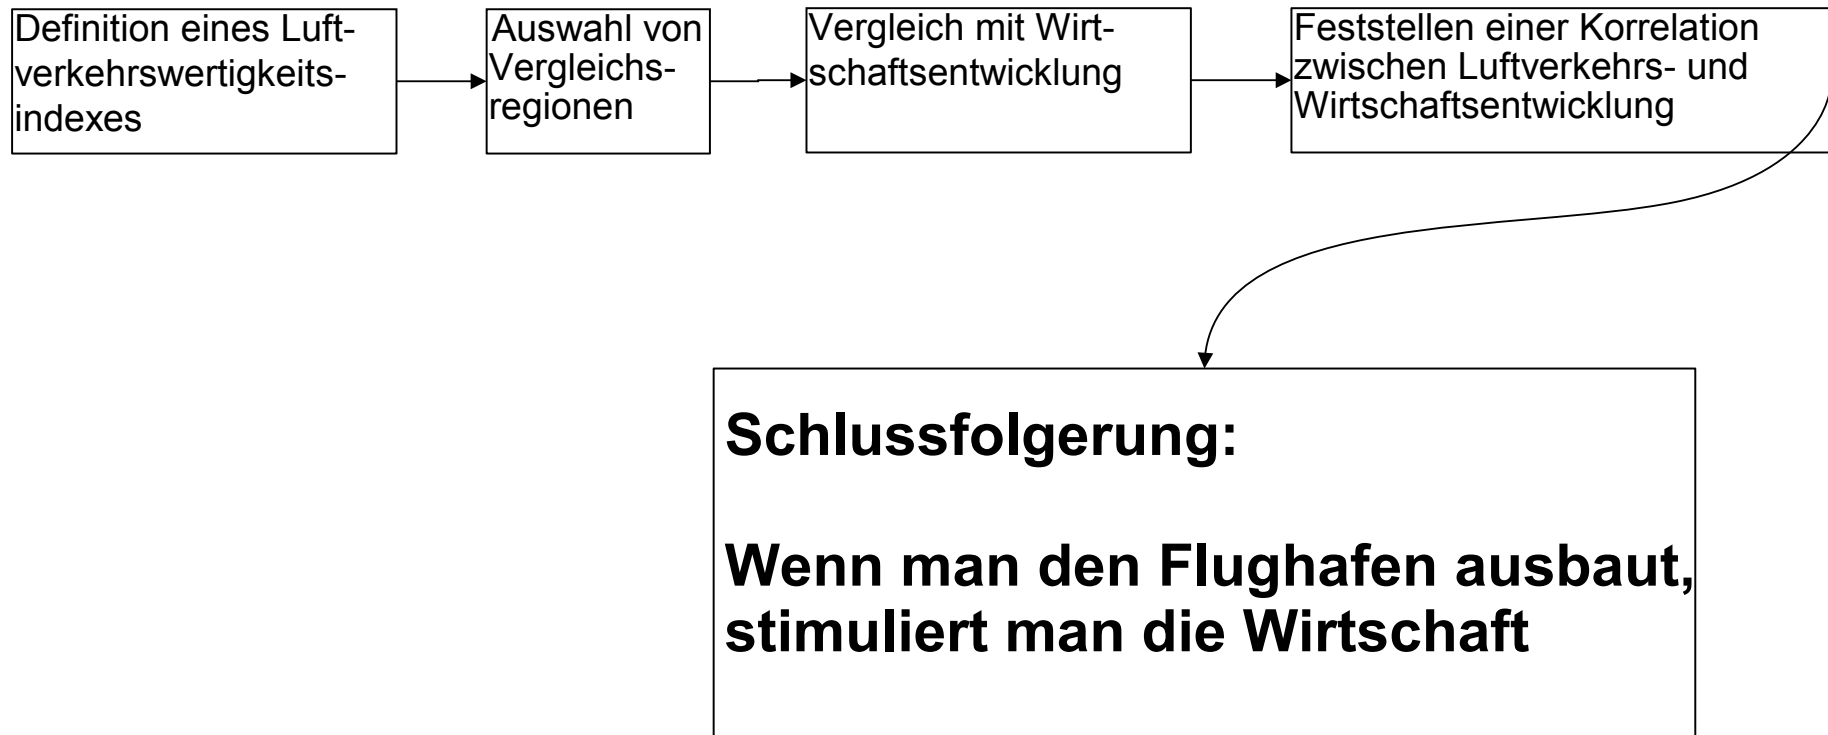 Definition eines Luft-
verkehrswertigkeits-
indexes
Auswahl von
Vergleichs-
regionen
Vergleich mit Wirt-
schaftsentwicklung
Feststellen einer Korrelation
zwischen Luftverkehrs- und
Wirtschaftsentwicklung
Schlussfolgerung:
Wenn man den Flughafen ausbaut,
stimuliert man die Wirtschaft